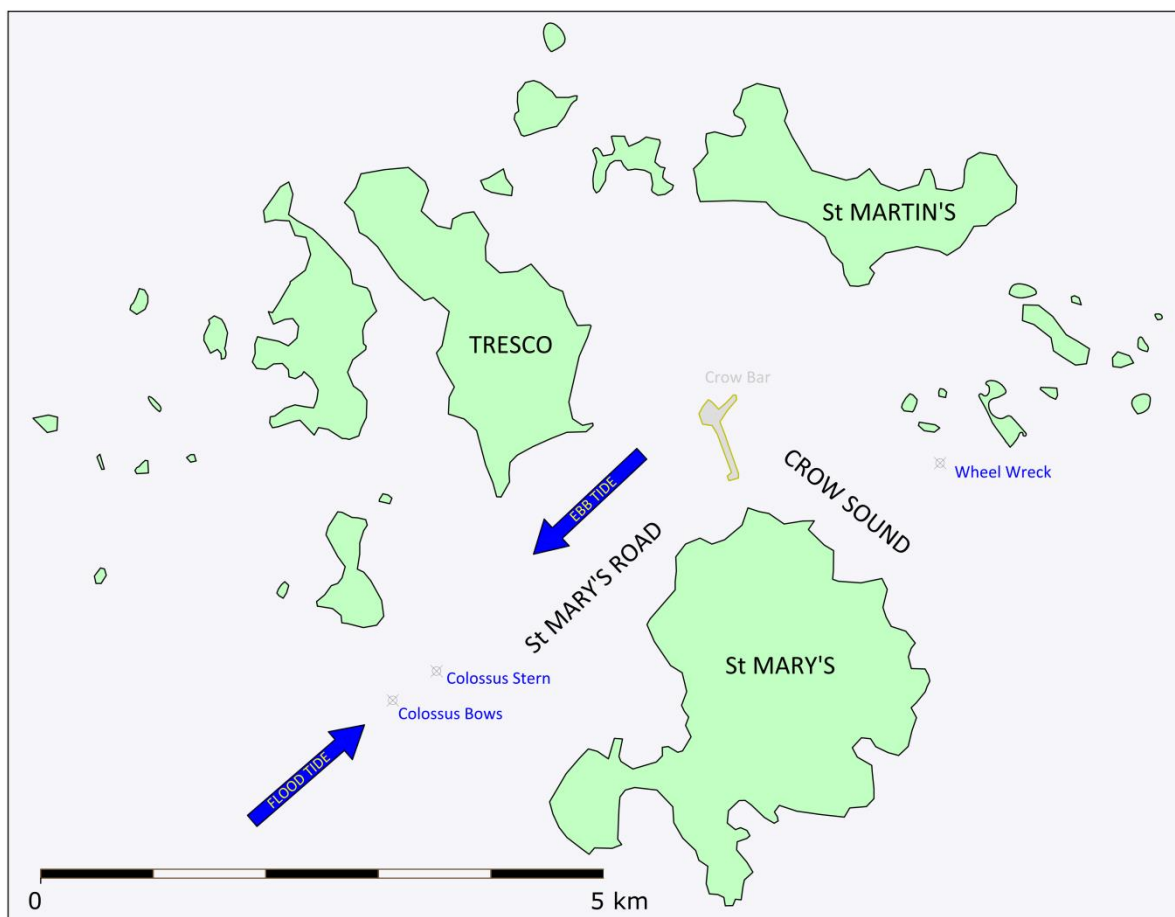 St MARTIN'S
TRESCO
Crow Bar
CROW SOUND
Wheel Wreck
EBB TIDE
St MARY'S ROAD
St MARY'S
Colossus Stern
Colossus Bows
FLOOD TIDE
0
5 km